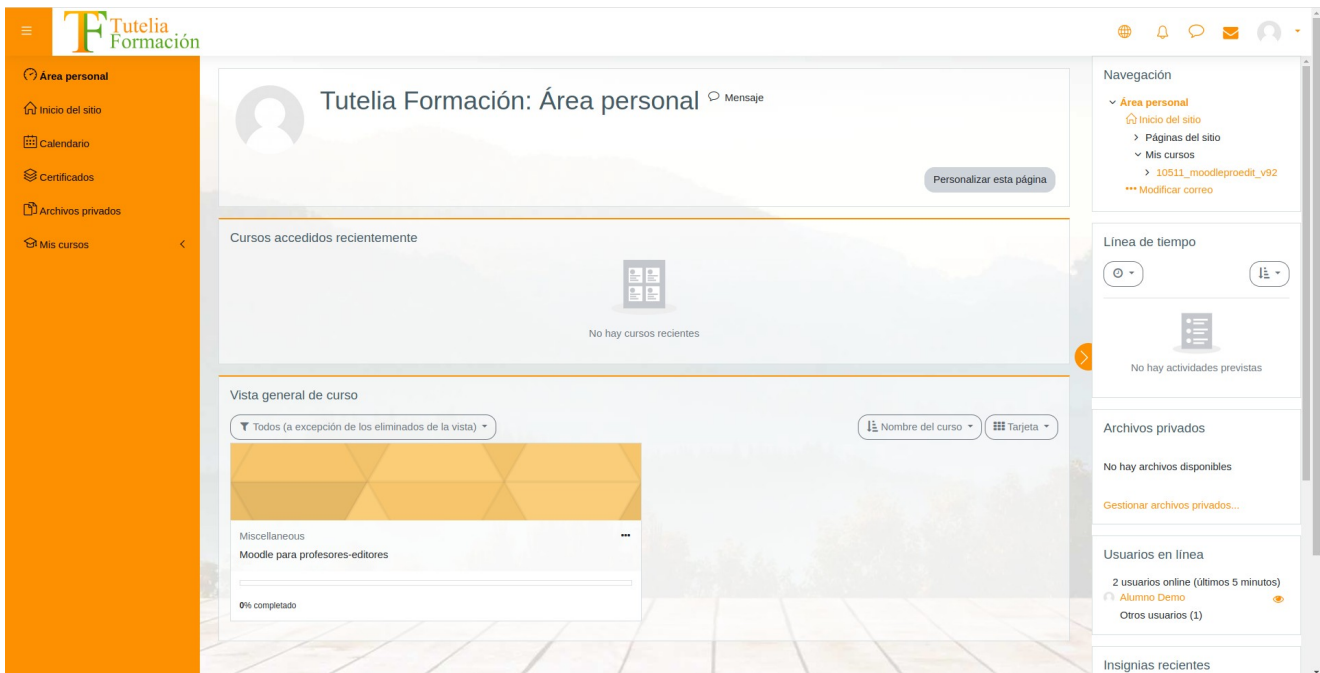 Tutelia
Formación
Área personal
Inicio del sitio
Calendario
Certificados
Archivos privados
Mis cursos
Tutelia Formación: Área personal Mensaje
Personalizar esta página
Cursos accedidos recientemente
No hay cursos recientes
Vista general de curso
Todos (a excepción de los eliminados de la vista)
Nombre del curso
Tarjeta
Miscellaneous
Moodle para profesores-editores
0% completado
Navegación
Área personal
Inicio del sitio
Páginas del sitio
Mis cursos
10511_moodleproedit_v92
Modificar correo
Línea de tiempo
No hay actividades previstas
Archivos privados
No hay archivos disponibles
Gestionar archivos privados...
Usuarios en línea
2 usuarios online (últimos 5 minutos)
Alumno Demo
Otros usuarios (1)
Insignias recientes